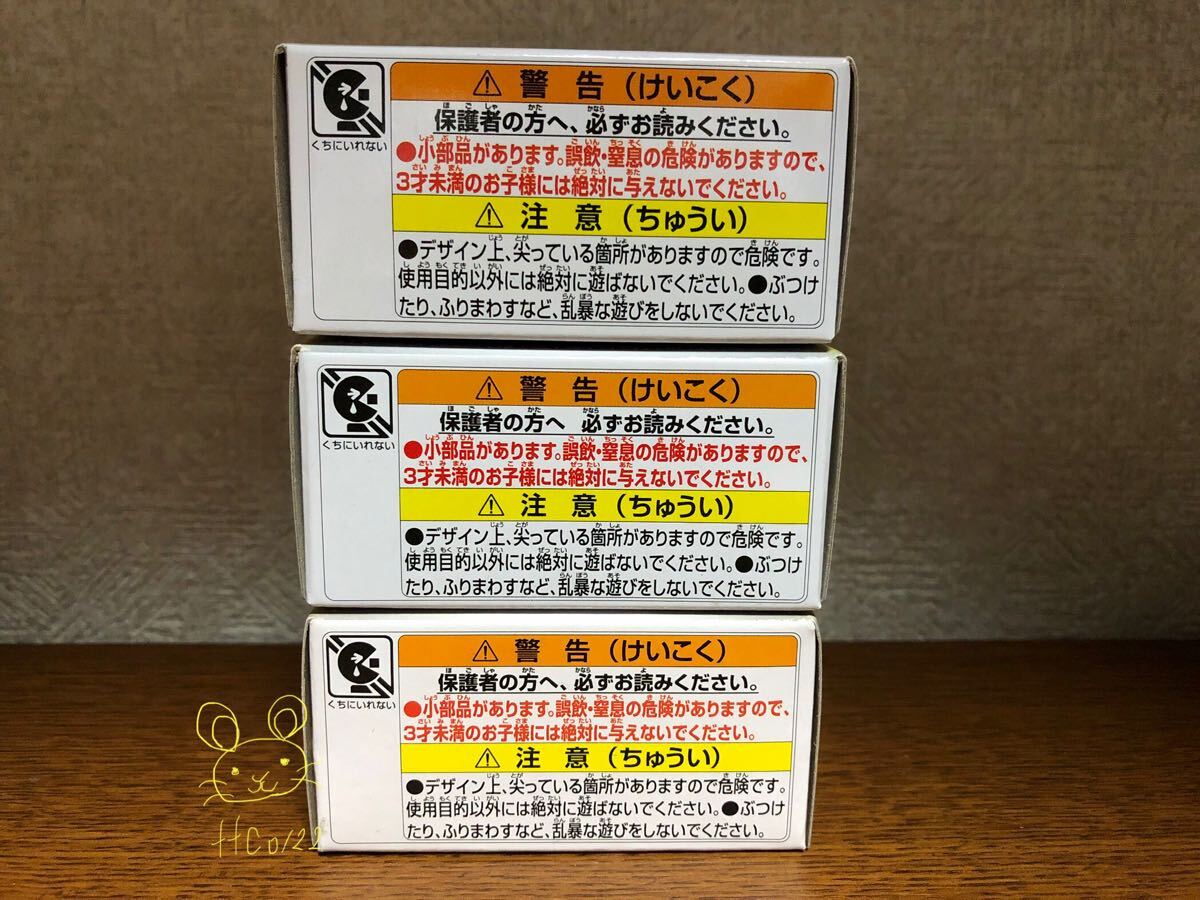 くちにいれない
⚠ 警 告 (けいこく)
保護者の方へ、必ずお読みください。
●小部品があります。誤飲・窒息の危険がありますので、
3才未満のお子様には絶対に与えないでください。
⚠ 注 意 (ちゅうい)
●デザイン上、尖っている箇所がありますので危険です。
使用目的以外には絶対に遊ばないでください。●ぶつけ
たり、ふりまわすなど、乱暴な遊びをしないでください。
くちにいれない
⚠ 警 告 (けいこく)
保護者の方へ 必ずお読みください。
●小部品があります。誤飲・窒息の危険がありますので、
3才未満のお子様には絶対に与えないでください。
⚠ 注 意 (ちゅうい)
●デザイン上、尖っている箇所がありますので危険です。
使用目的以外には絶対に遊ばないでください。●ぶつけ
たり、ふりまわすなど、乱暴な遊びをしないでください。
くちにいれない
⚠ 警 告 (けいこく)
保護者の方へ、必ずお読みください。
●小部品があります。誤飲・窒息の危険がありますので、
3才未満のお子様には絶対に与えないでください。
⚠ 注 意 (ちゅうい)
●デザイン上、尖っている箇所がありますので危険です。
使用目的以外には絶対に遊ばないでください。●ぶつけ
たり、ふりまわすなど、乱暴な遊びをしないでください。